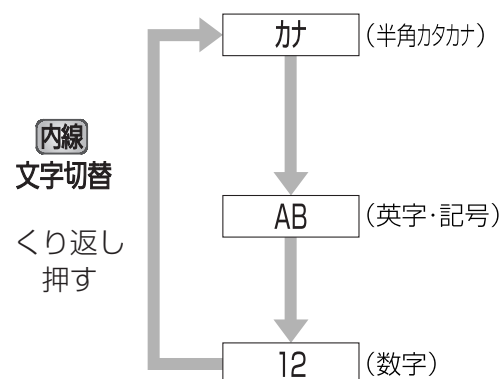 カナ (半角カタカナ)
内線
文字切替
AB (英字・記号)
くり返し
押す
12 (数字)